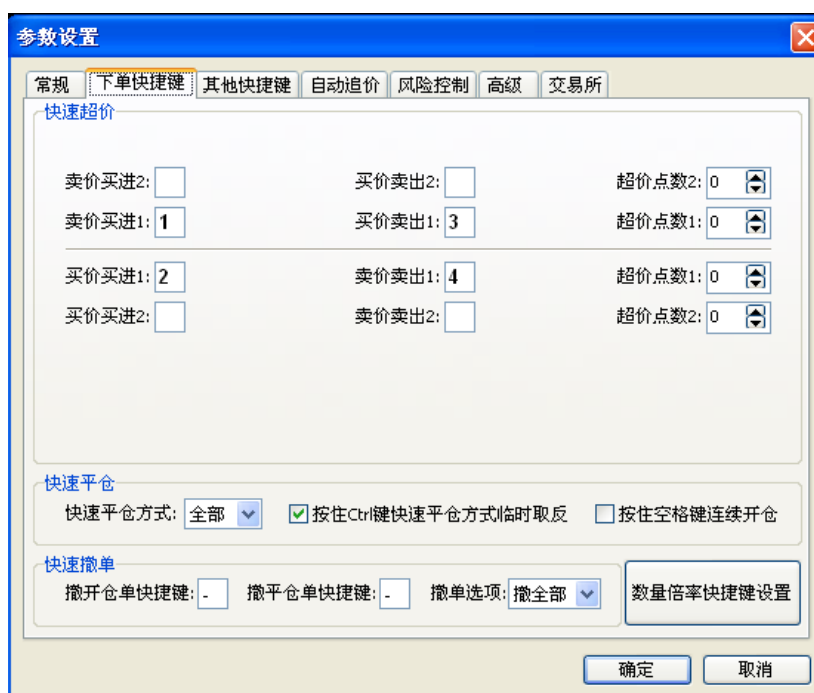 参数设置
常规 下单快捷键 其他快捷键 自动追价 风险控制 高级 交易所
快速超价
卖价买进2: 买价卖出2: 超价点数2: 0
卖价买进1: 1 买价卖出1: 3 超价点数1: 0
买价买进1: 2 卖价卖出1: 4 超价点数1: 0
买价买进2: 卖价卖出2: 超价点数2: 0
快速平仓
快速平仓方式: 全部 按住Ctrl键快速平仓方式临时取反 按住空格键连续开仓
快速撤单
撤开仓单快捷键: - 撤平仓单快捷键: - 撤单选项: 撤全部 数量倍率快捷键设置
确定 取消